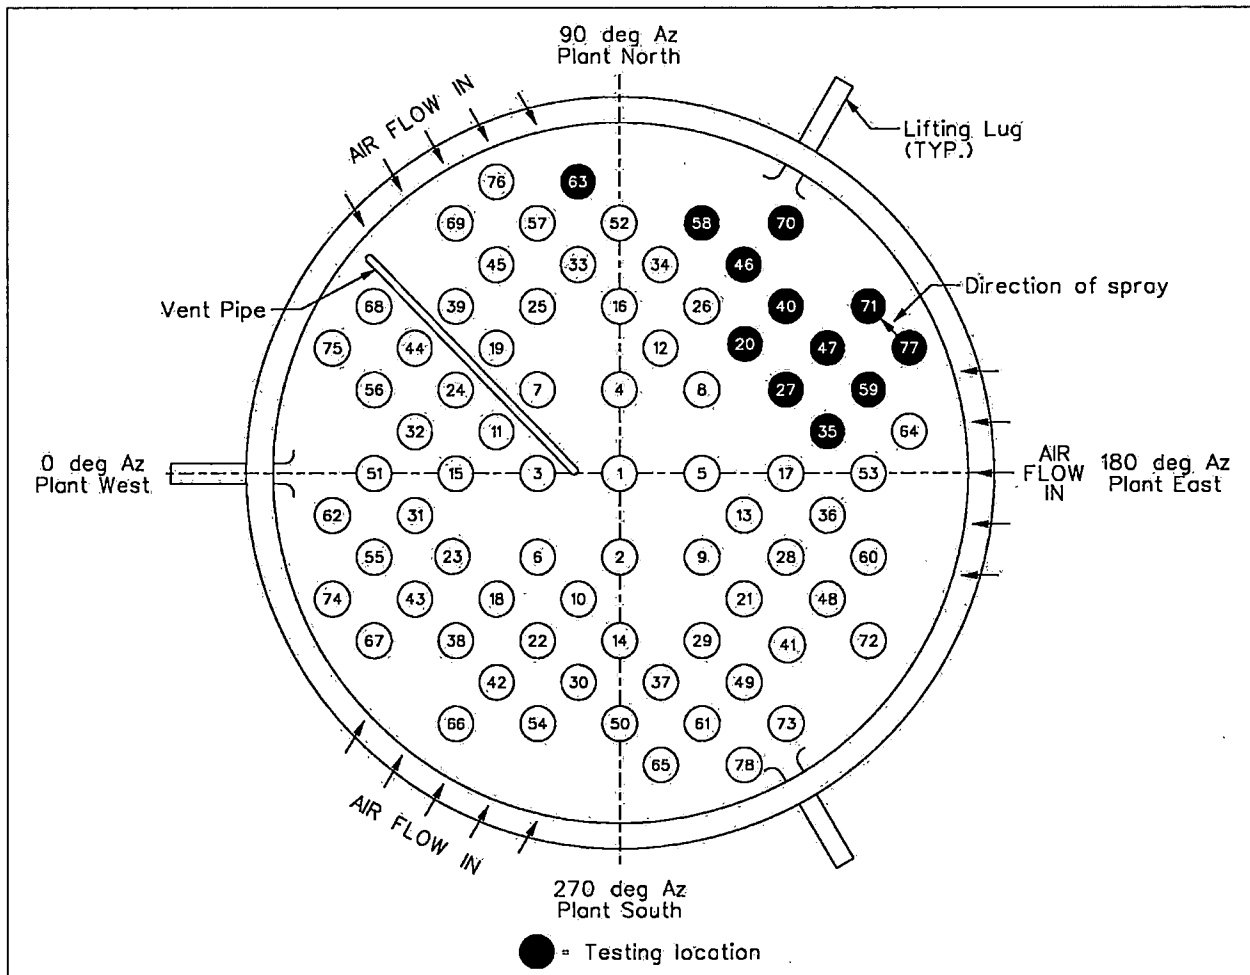 90 deg Az
Plant North
AIR FLOW IN
Lifting Lug
(TYP.)
76 63
69 57 52 58 70
45 33 34 46
Direction of spray
Vent Pipe
68 39 25 16 26 40 71
75 44 19 12 20 47 77
56 24 7 4 8 27 59
32 11 35 64
0 deg Az
Plant West
51 15 3 1 5 17 53
AIR
FLOW
IN
180 deg Az
Plant East
62 31 13 36
55 23 6 2 9 28 60
74 43 18 10 21 48
67 38 22 14 29 41 72
42 30 37 49
66 54 50 61 73
65 78
AIR FLOW IN
270 deg Az
Plant South
= Testing location